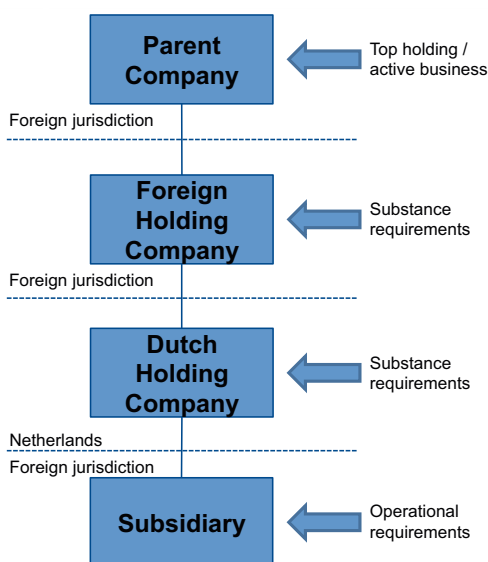 Parent
Company
Top holding /
active business
Foreign jurisdiction
Foreign
Holding
Company
Substance
requirements
Foreign jurisdiction
Dutch
Holding
Company
Substance
requirements
Netherlands
Foreign jurisdiction
Subsidiary
Operational
requirements